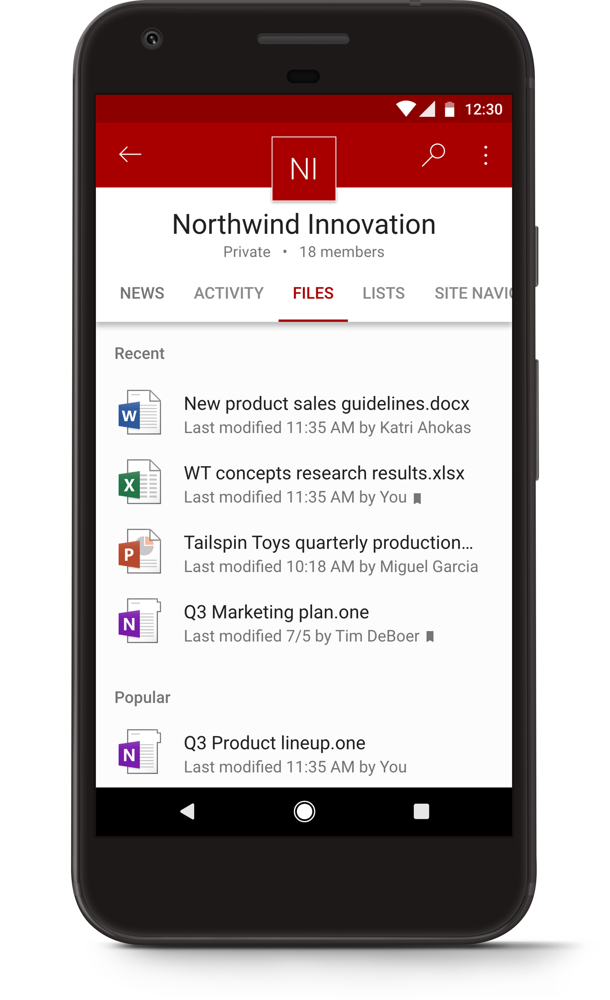 12:30
NI
Northwind Innovation
Private • 18 members
NEWS ACTIVITY FILES LISTS SITE NAVIG
Recent
W
New product sales guidelines.docx
Last modified 11:35 AM by Katri Ahokas
X
WT concepts research results.xlsx
Last modified 11:35 AM by You
P
Tailspin Toys quarterly production...
Last modified 10:18 AM by Miguel Garcia
N
Q3 Marketing plan.one
Last modified 7/5 by Tim DeBoer
Popular
N
Q3 Product lineup.one
Last modified 11:35 AM by You